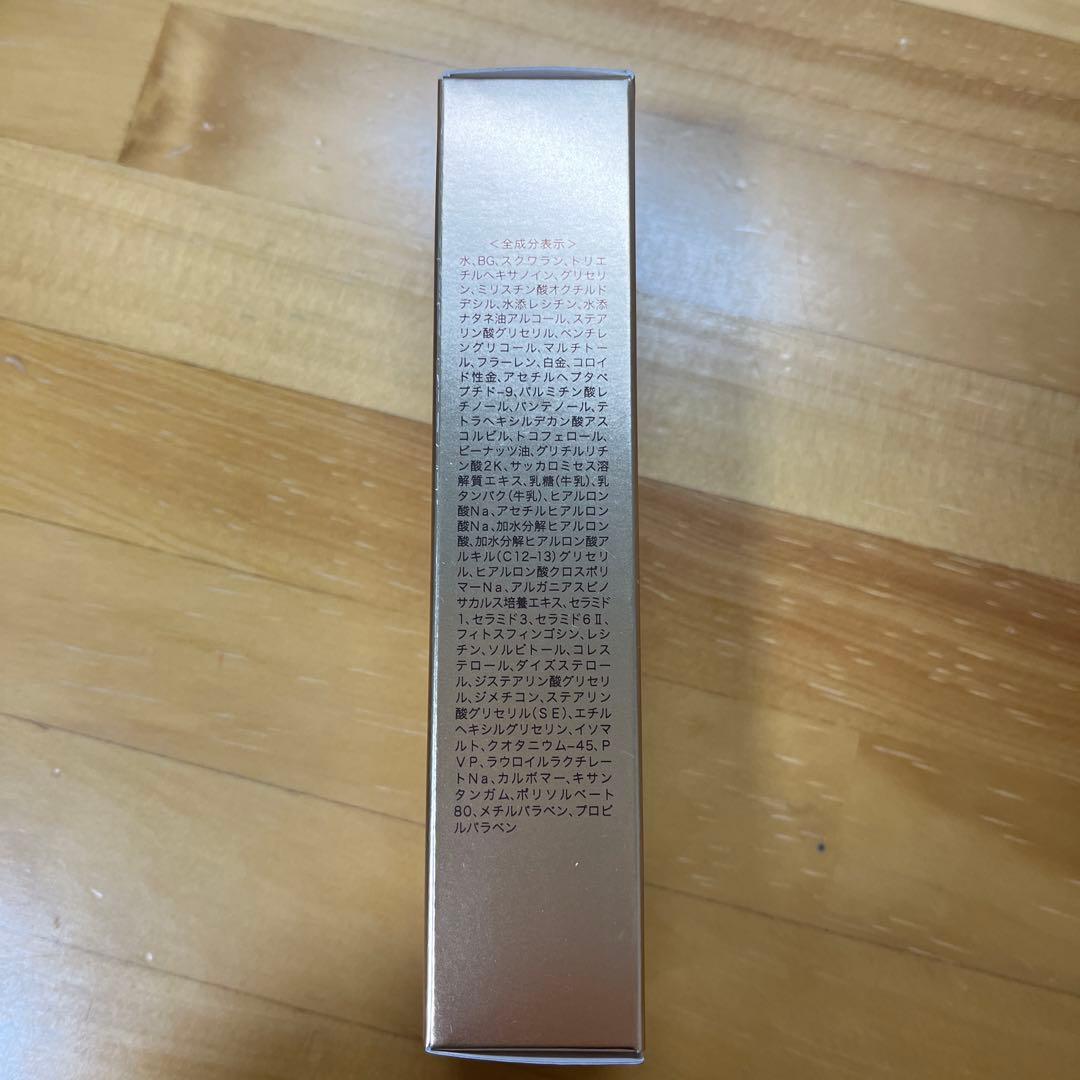 ＜全成分表示＞
水、BG、スクワラン、トリエ
チルヘキサノイン、グリセリ
ン、ミリスチン酸オクチルド
デシル、水添レシチン、水添
ナタネ油アルコール、ステア
リン酸グリセリル、ペンチレ
ングリコール、マルチトー
ル、フラーレン、白金、コロイ
ド性金、アセチルヘプタペ
プチド-9、パルミチン酸レ
チノール、パンテノール、テ
トラヘキシルデカン酸アス
コルビル、トコフェロール、
ピーナッツ油、グリチルリチ
ン酸2K、サッカロミセス溶
解質エキス、乳糖(牛乳)、乳
タンパク(牛乳)、ヒアルロン
酸Na、アセチルヒアルロン
酸Na、加水分解ヒアルロン
酸、加水分解ヒアルロン酸ア
ルキル(C12-13)グリセリ
ル、ヒアルロン酸クロスポリ
マーNa、アルガニアスピノ
サカルス培養エキス、セラミド
1、セラミド3、セラミド6Ⅱ、
フィトスフィンゴシン、レシ
チン、ソルビトール、コレス
テロール、ダイズステロー
ル、ジステアリン酸グリセリ
ル、ジメチコン、ステアリン
酸グリセリル(SE)、エチル
ヘキシルグリセリン、イソマ
ルト、クオタニウム-45、P
VP、ラウロイルラクチレー
トNa、カルボマー、キサン
タンガム、ポリソルベート
80、メチルパラベン、プロピ
ルパラベン